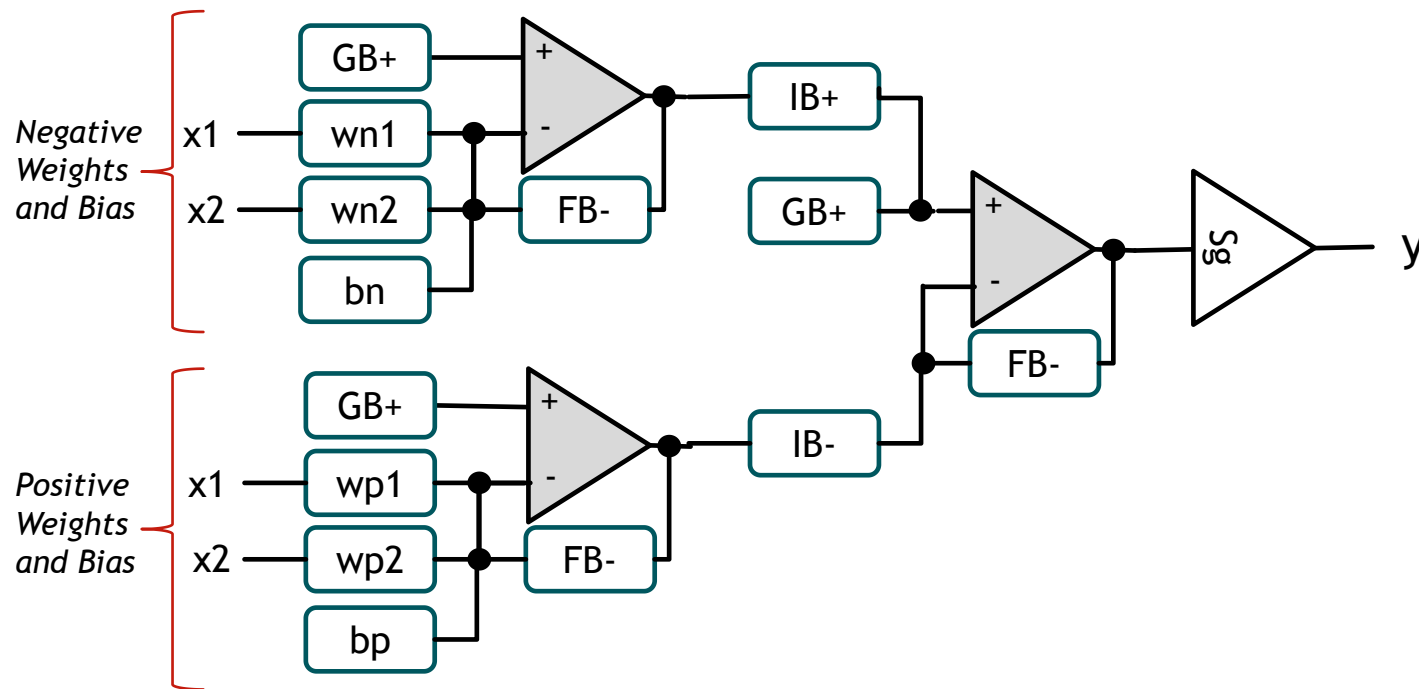 Negative
Weights
and Bias
x1
x2
GB+
wn1
wn2
bn
+
-
FB-
IB+
GB+
+
-
FB-
Sg
y
Positive
Weights
and Bias
x1
x2
GB+
wp1
wp2
bp
+
-
FB-
IB-